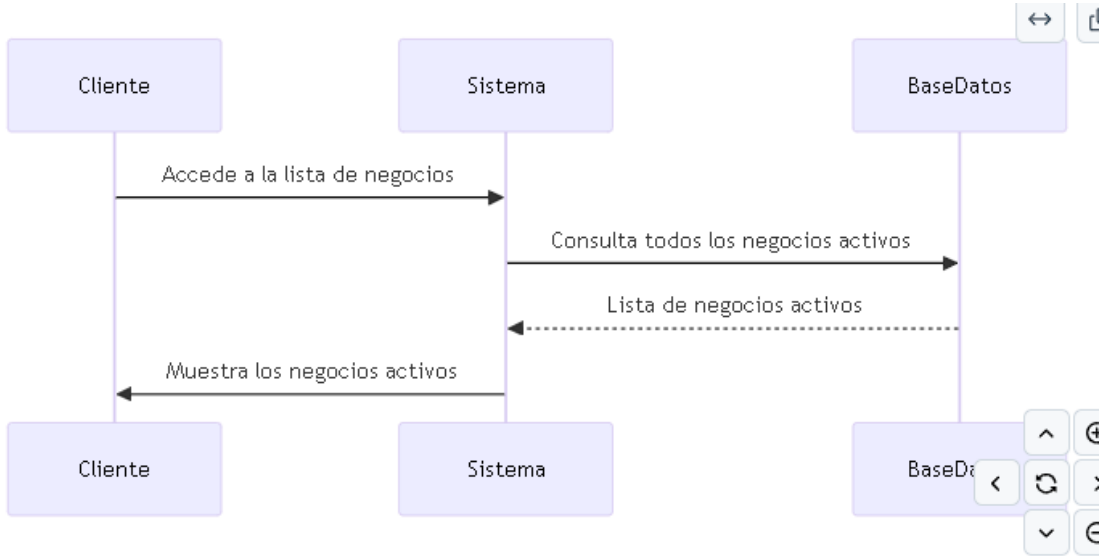 Cliente
Sistema
BaseDatos
Accede a la lista de negocios
Consulta todos los negocios activos
Lista de negocios activos
Muestra los negocios activos
Cliente
Sistema